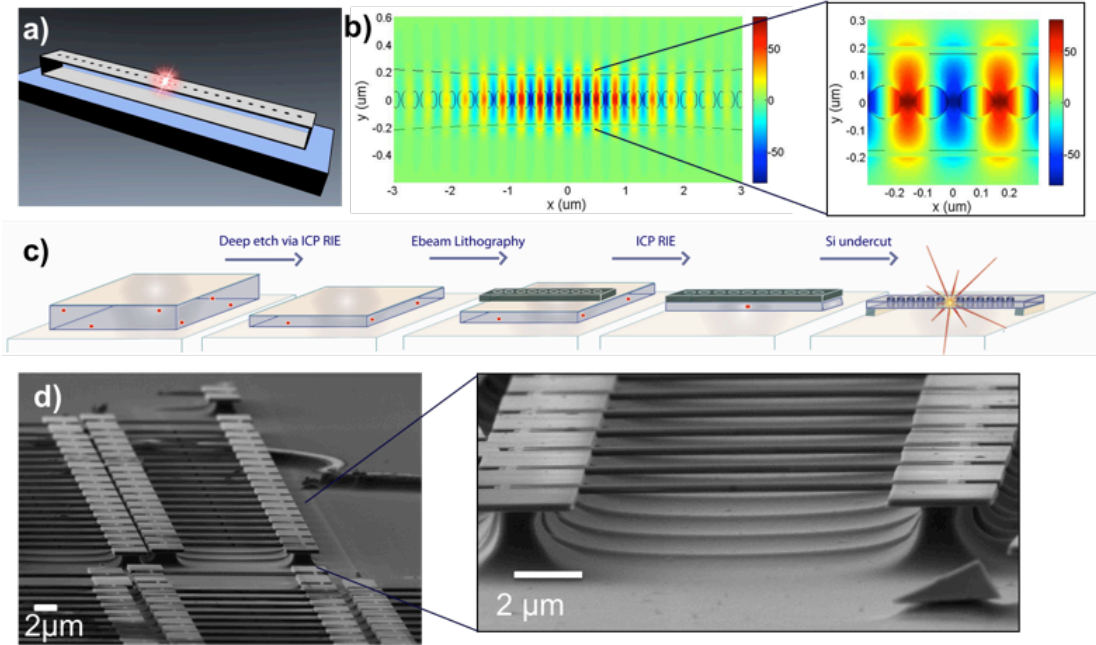 a)
b)
0.6
0.4
0.2
0
-0.2
-0.4
y (um)
-3
-2
-1
0
1
2
3
x (um)
50
0
-50
0.3
0.2
0.1
0
-0.1
-0.2
y (um)
-0.2
-0.1
0
0.1
0.2
x (um)
50
0
-50
c)
Deep etch via ICP RIE
Ebeam Lithography
ICP RIE
Si undercut
d)
2μm
2 μm